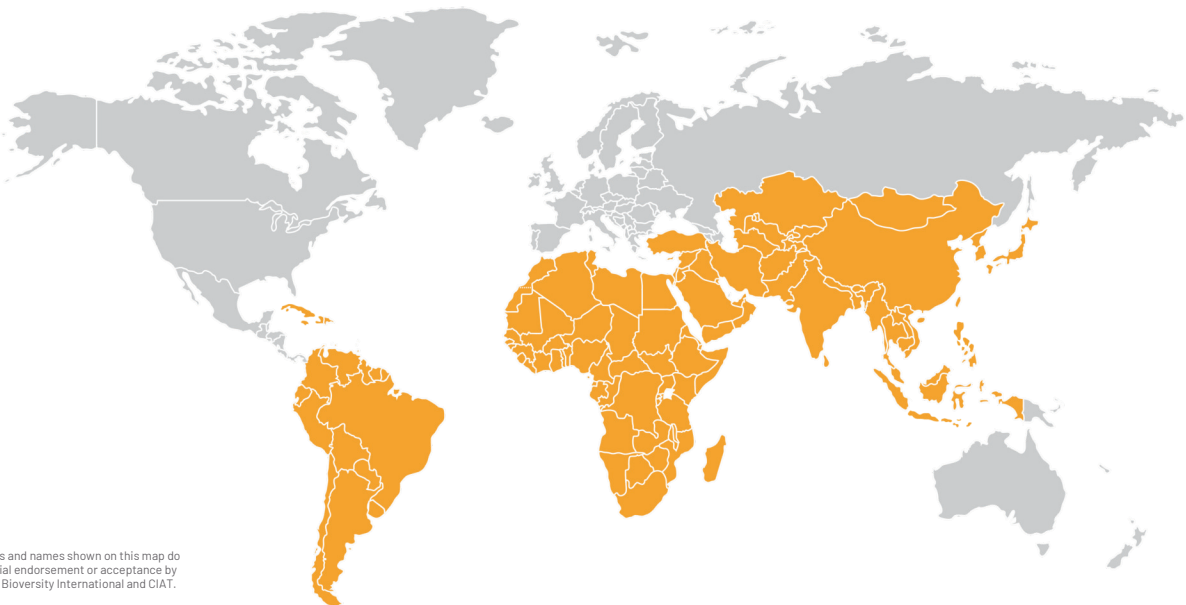 s and names shown on this map do
ial endorsement or acceptance by
Bioversity International and CIAT.